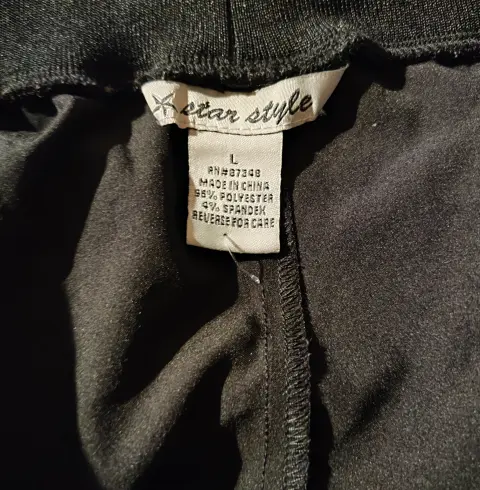 star style
L
RN#87348
MADE IN CHINA
96% POLYESTER
4% SPANDEX
REVERSE FOR CARE